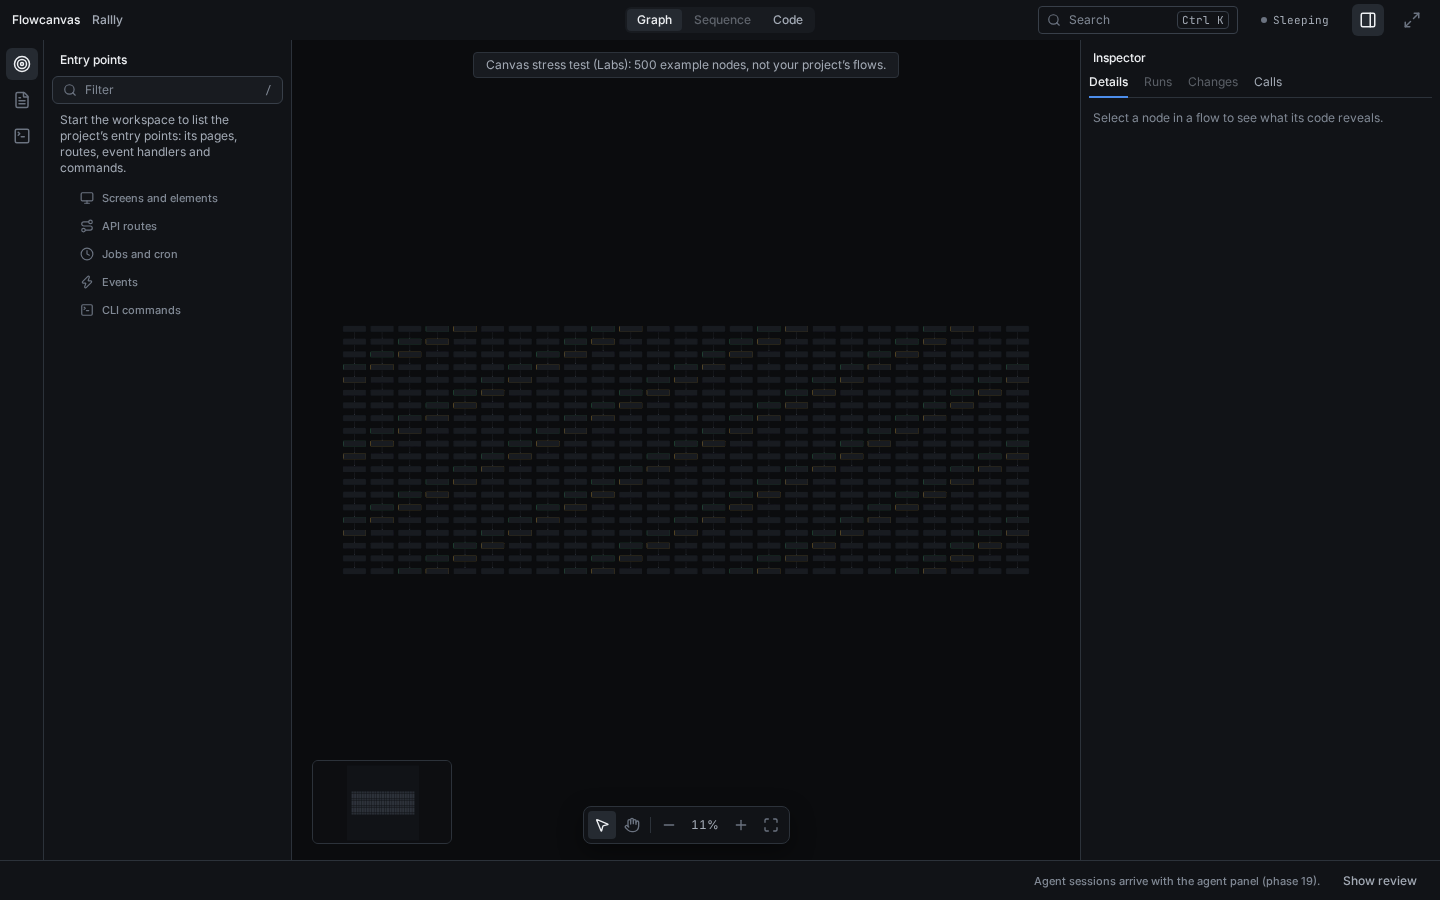 Flowcanvas Rallly
Graph Sequence Code
Search Ctrl K
Sleeping
Entry points
Filter /
Start the workspace to list the
project’s entry points: its pages,
routes, event handlers and
commands.
Screens and elements
API routes
Jobs and cron
Events
CLI commands
Canvas stress test (Labs): 500 example nodes, not your project’s flows.
11%
Inspector
Details Runs Changes Calls
Select a node in a flow to see what its code reveals.
Agent sessions arrive with the agent panel (phase 19). Show review